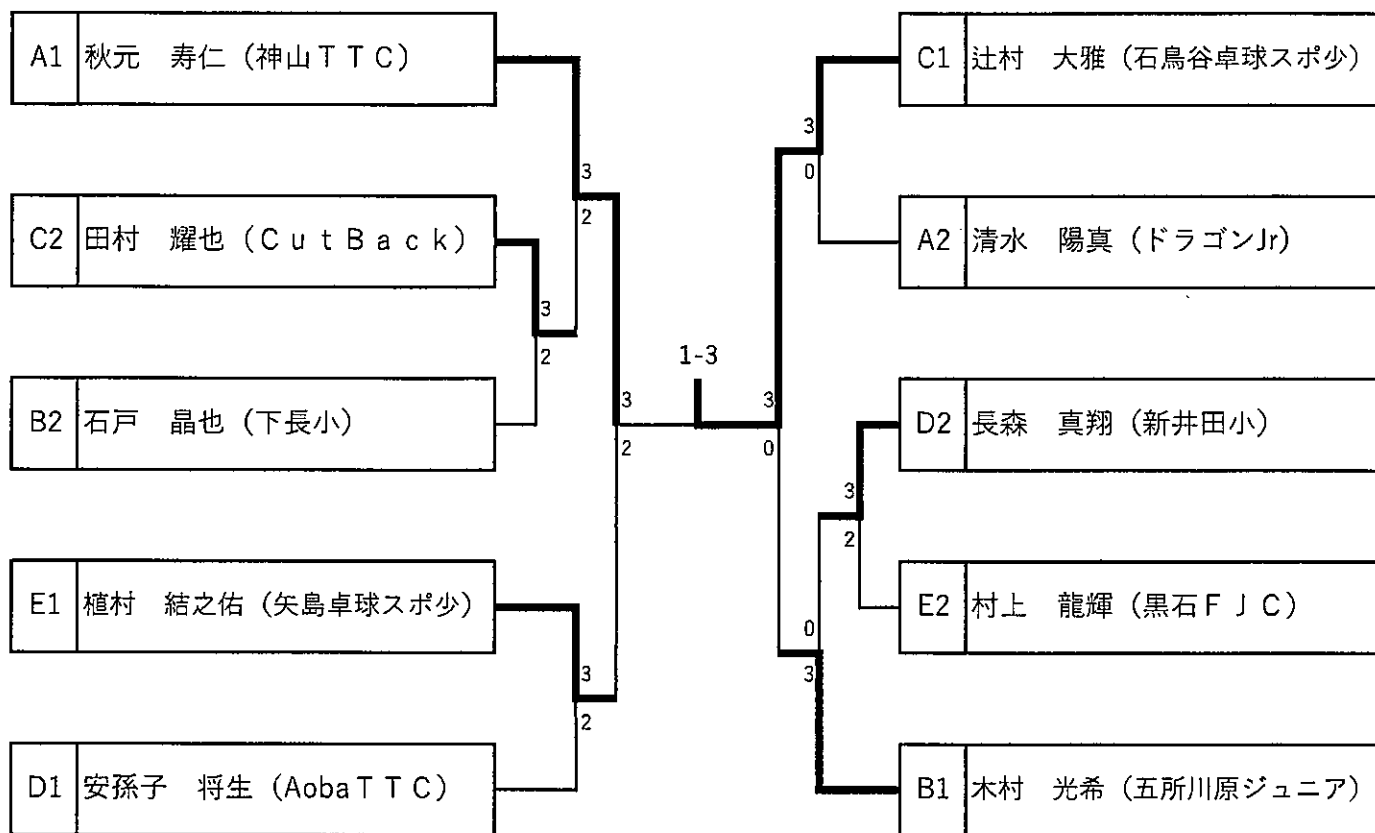 A1 秋元　寿仁（神山ＴＴＣ）
C2 田村　耀也（ＣｕｔＢａｃｋ）
B2 石戸　晶也（下長小）
E1 植村　結之佑（矢島卓球スポ少）
D1 安孫子　将生（AobaＴＴＣ）
3
2
3
2
3
2
3
2
1-3
3
0
3
0
3
2
0
3
C1 辻村　大雅（石鳥谷卓球スポ少）
A2 清水　陽真（ドラゴンJr）
D2 長森　真翔（新井田小）
E2 村上　龍輝（黒石ＦＪＣ）
B1 木村　光希（五所川原ジュニア）